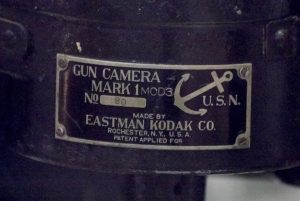 GUN CAMERA
MARK 1 MOD 3
No 80
U.S.N.
MADE BY
EASTMAN KODAK CO.
ROCHESTER, N.Y., U.S.A.
PATENT APPLIED FOR